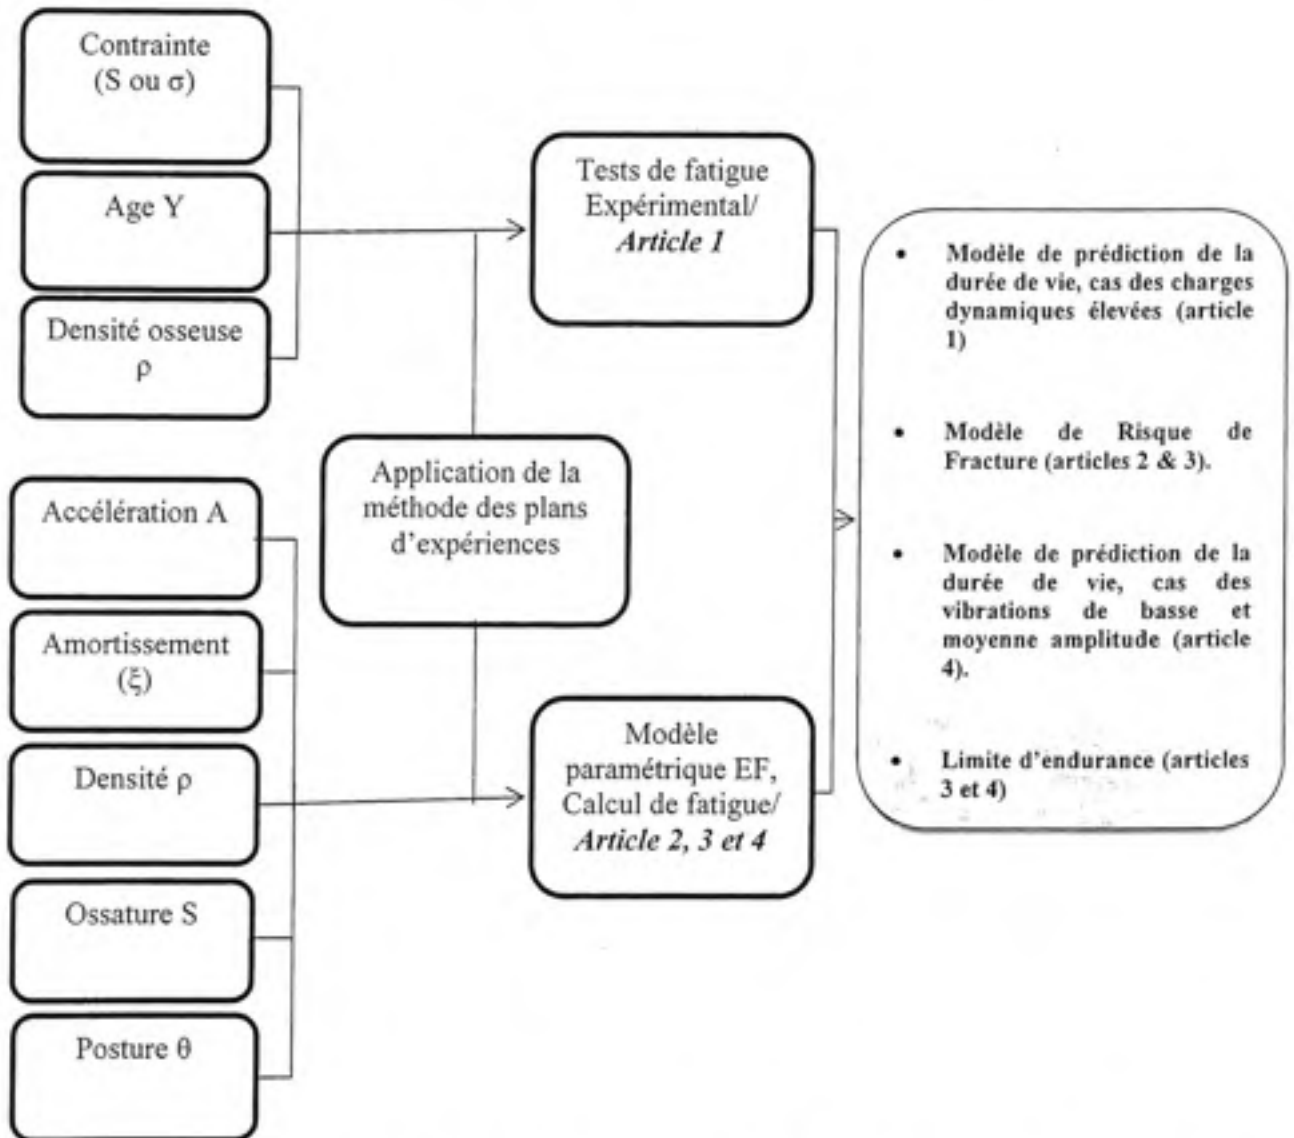 Contrainte
(S ou σ)
Age Y
Densité osseuse
ρ
Accélération A
Amortissement
(ξ)
Densité ρ
Ossature S
Posture θ
Application de la
méthode des plans
d'expériences
Tests de fatigue
Expérimental/
Article 1
Modèle
paramétrique EF,
Calcul de fatigue/
Article 2, 3 et 4
• Modèle de prédiction de la
durée de vie, cas des charges
dynamiques élevées (article
1)
• Modèle de Risque de
Fracture (articles 2 & 3).
• Modèle de prédiction de la
durée de vie, cas des
vibrations de basse et
moyenne amplitude (article
4).
• Limite d'endurance (articles
3 et 4)